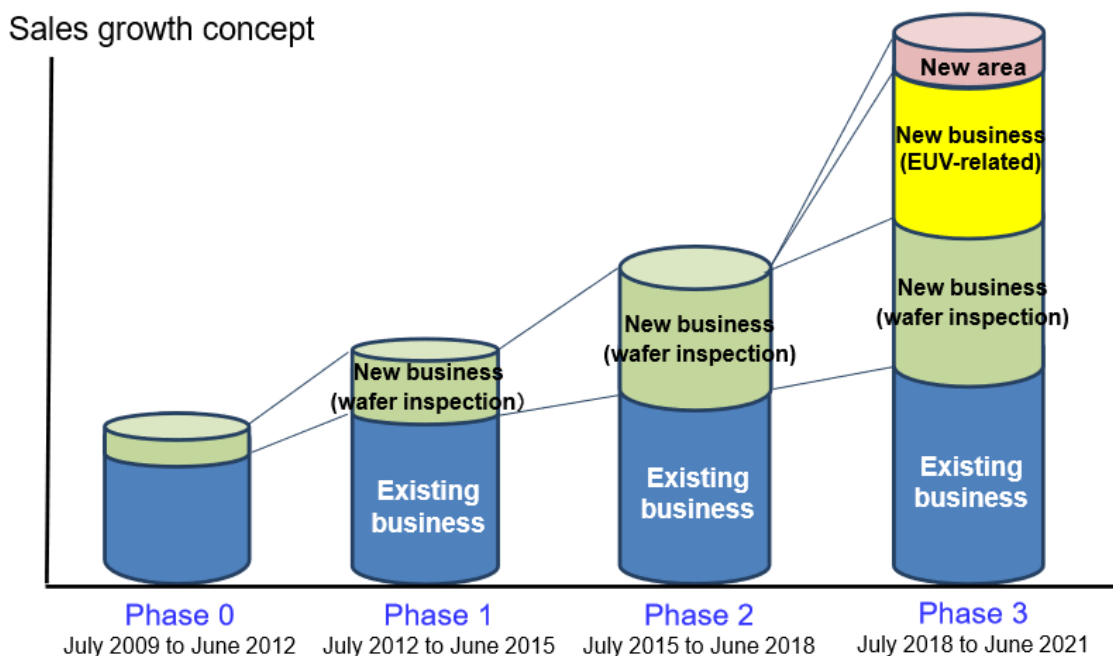 Sales growth concept
New area
New business
(EUV-related)
New business
(wafer inspection)
New business
(wafer inspection)
New business
(wafer inspection）
Existing
business
Existing
business
Existing
business
Phase 0
July 2009 to June 2012
Phase 1
July 2012 to June 2015
Phase 2
July 2015 to June 2018
Phase 3
July 2018 to June 2021